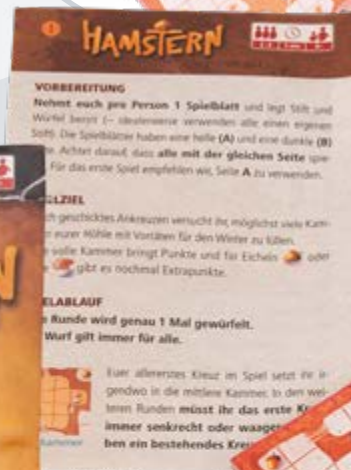 HAMSTERN
VORBEREITUNG
Nehmt euch pro Person 1 Spielblatt und legt Stift und
Würfel bereit (– idealerweise verwenden alle einen eigenen
Stift). Die Spielblätter haben eine helle (A) und eine dunkle (B)
Achtet darauf, dass alle mit der gleichen Seite spie-
Für das erste Spiel empfehlen wir, Seite A zu verwenden.
ELZIEL
ch geschicktes Ankreuzen versucht ihr, möglichst viele Kam-
eurer Höhle mit Vorräten für den Winter zu füllen.
volle Kammer bringt Punkte und für Eicheln oder
gibt es nochmal Extrapunkte.
ELABLAUF
Runde wird genau 1 Mal gewürfelt.
Wurf gilt immer für alle.
Euer allererstes Kreuz im Spiel setzt ihr ir-
gendwo in die mittlere Kammer. In den wei-
teren Runden müsst ihr das erste
immer senkrecht oder
ben ein bestehendes
Kammer
N